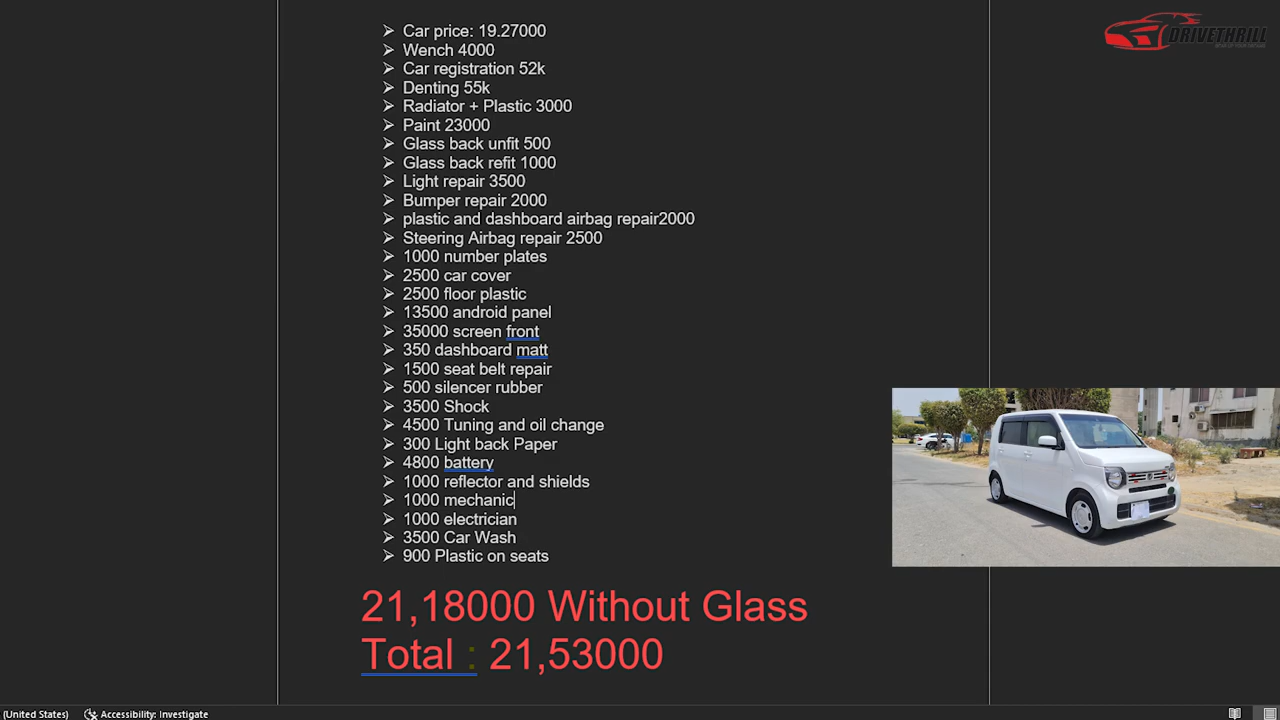 DRIVETHRILL
➢ Car price: 19.27000
➢ Wench 4000
➢ Car registration 52k
➢ Denting 55k
➢ Radiator + Plastic 3000
➢ Paint 23000
➢ Glass back unfit 500
➢ Glass back refit 1000
➢ Light repair 3500
➢ Bumper repair 2000
➢ plastic and dashboard airbag repair2000
➢ Steering Airbag repair 2500
➢ 1000 number plates
➢ 2500 car cover
➢ 2500 floor plastic
➢ 13500 android panel
➢ 35000 screen front
➢ 350 dashboard matt
➢ 1500 seat belt repair
➢ 500 silencer rubber
➢ 3500 Shock
➢ 4500 Tuning and oil change
➢ 300 Light back Paper
➢ 4800 battery
➢ 1000 reflector and shields
➢ 1000 mechanic
➢ 1000 electrician
➢ 3500 Car Wash
➢ 900 Plastic on seats
21,18000 Without Glass
Total : 21,53000
(United States) Accessibility: Investigate